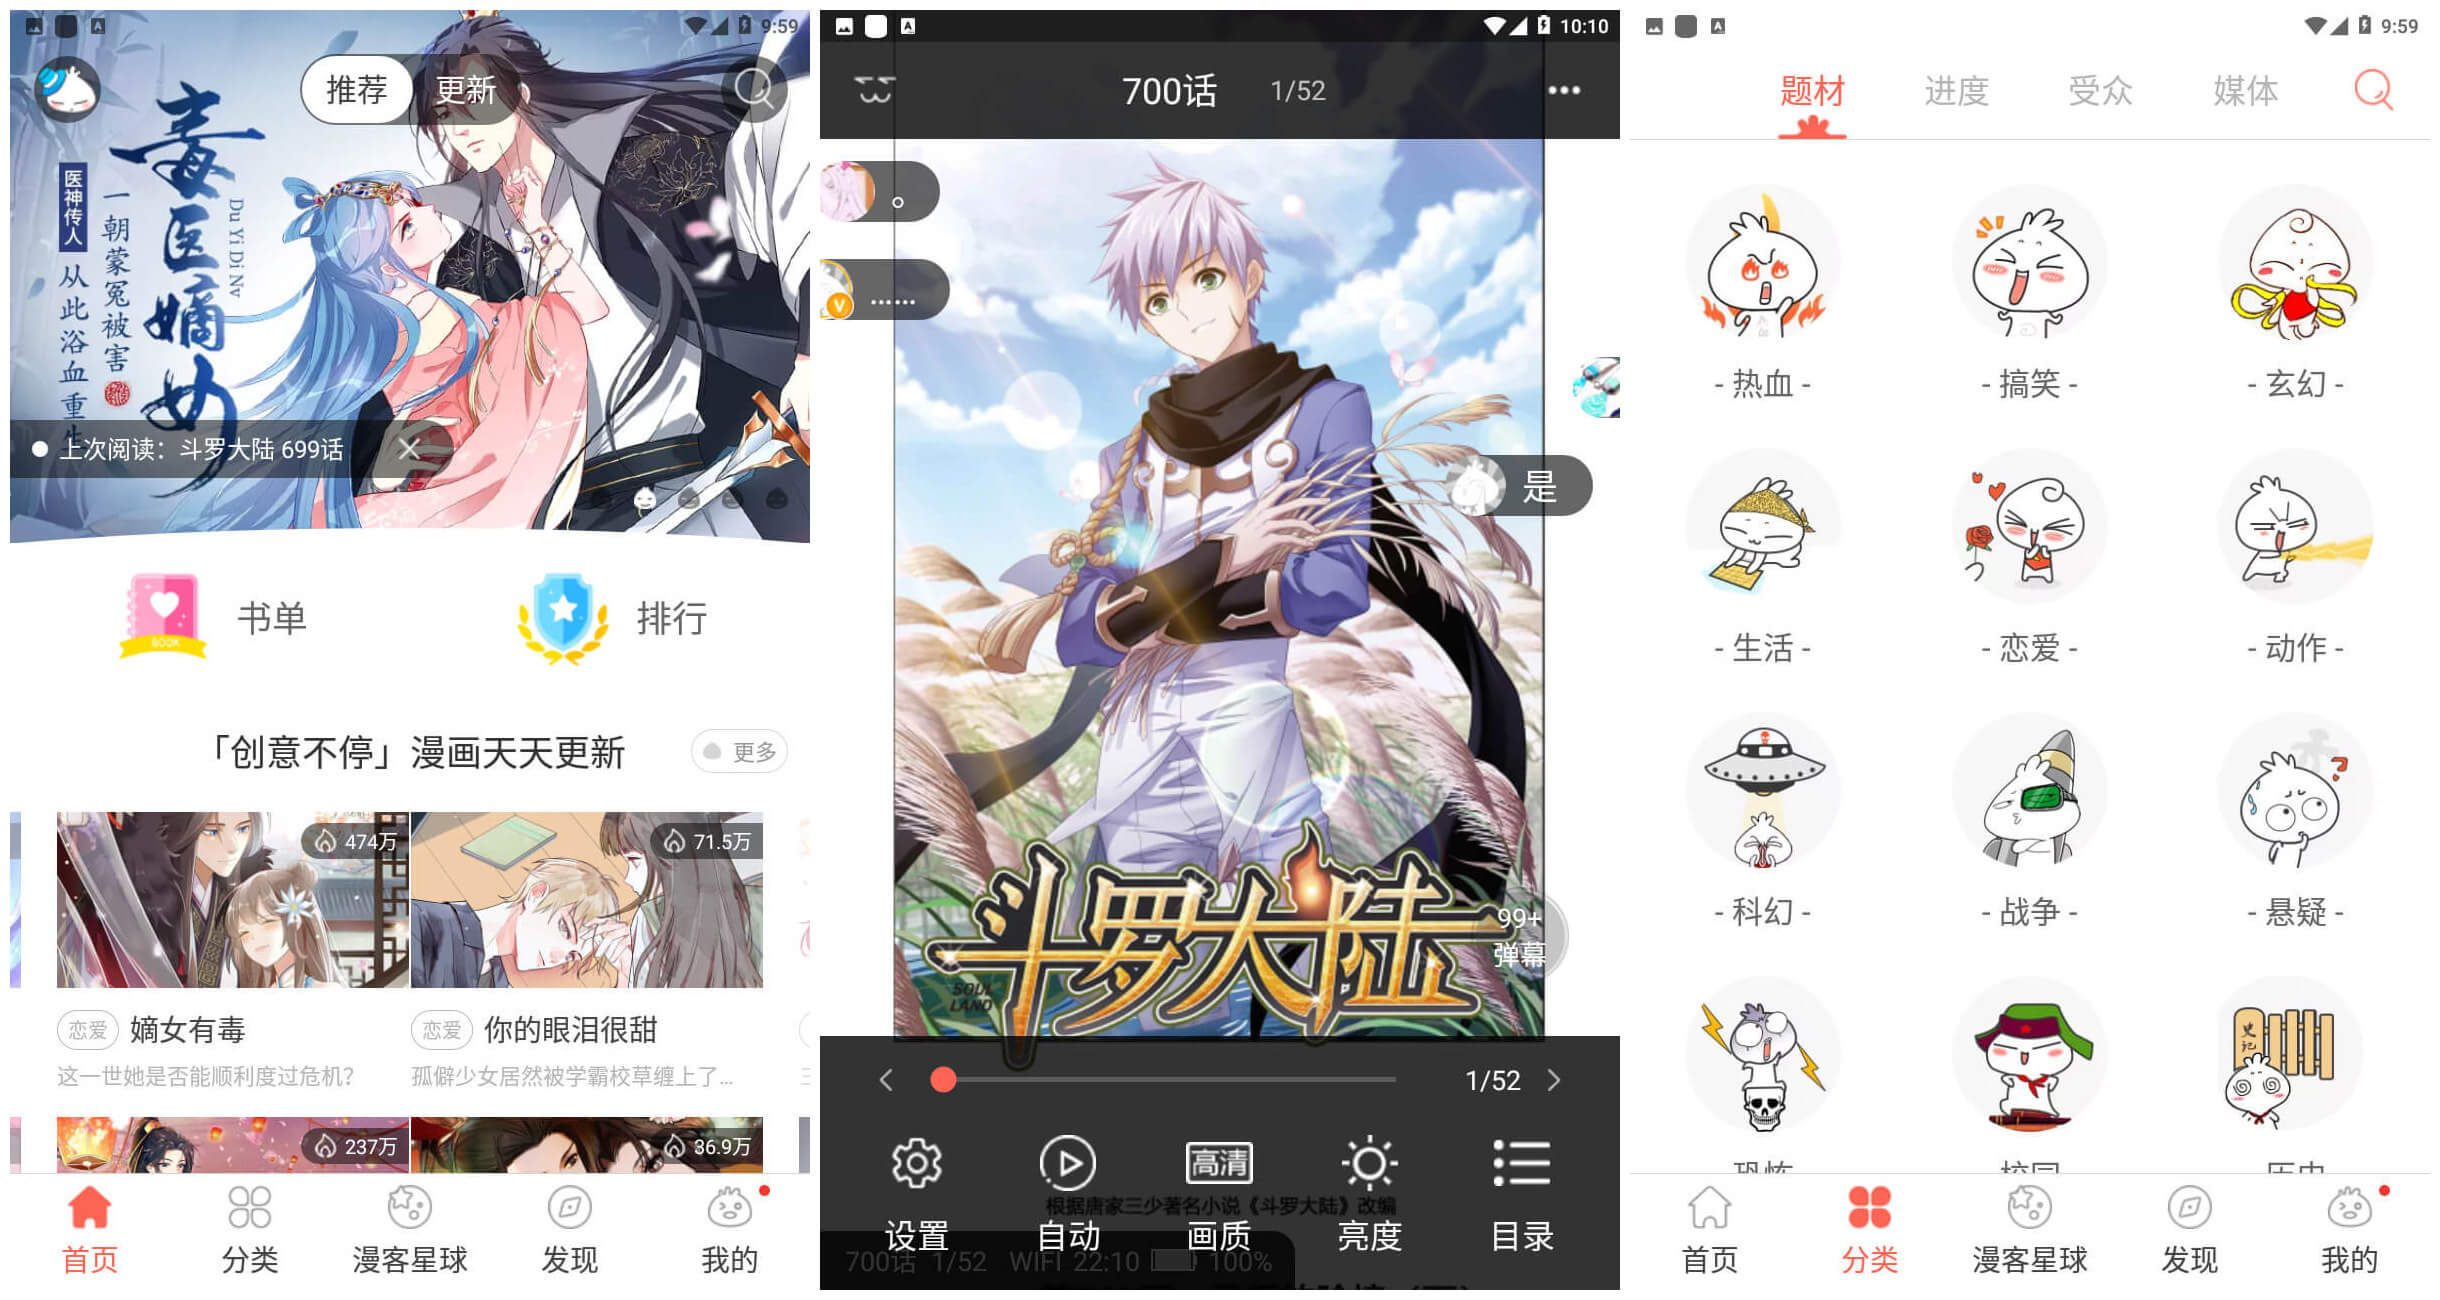 9:59
推荐
更新
毒医嫡女
Du Yi Di Nv
医神传人
一朝蒙冤被害
从此浴血重生
上次阅读：斗罗大陆 699话
BOOK
书单
排行
「创意不停」漫画天天更新
更多
474万
71.5万
恋爱 嫡女有毒
恋爱 你的眼泪很甜
这一世她是否能顺利度过危机?
孤僻少女居然被学霸校草缠上了...
237万
36.9万
首页
分类
漫客星球
发现
我的
10:10
700话
1/52
。
......
是
99+
弹幕
斗罗大陆
SOUL
LAND
1/52
高清
根据唐家三少著名小说《斗罗大陆》改编
设置
自动
画质
亮度
目录
700话 1/52 WIFI 22:10 100%
9:59
题材
进度
受众
媒体
- 热血 -
- 搞笑 -
- 玄幻 -
- 生活 -
- 恋爱 -
- 动作 -
- 科幻 -
- 战争 -
- 悬疑 -
史记
恐怖
校园
历史
首页
分类
漫客星球
发现
我的